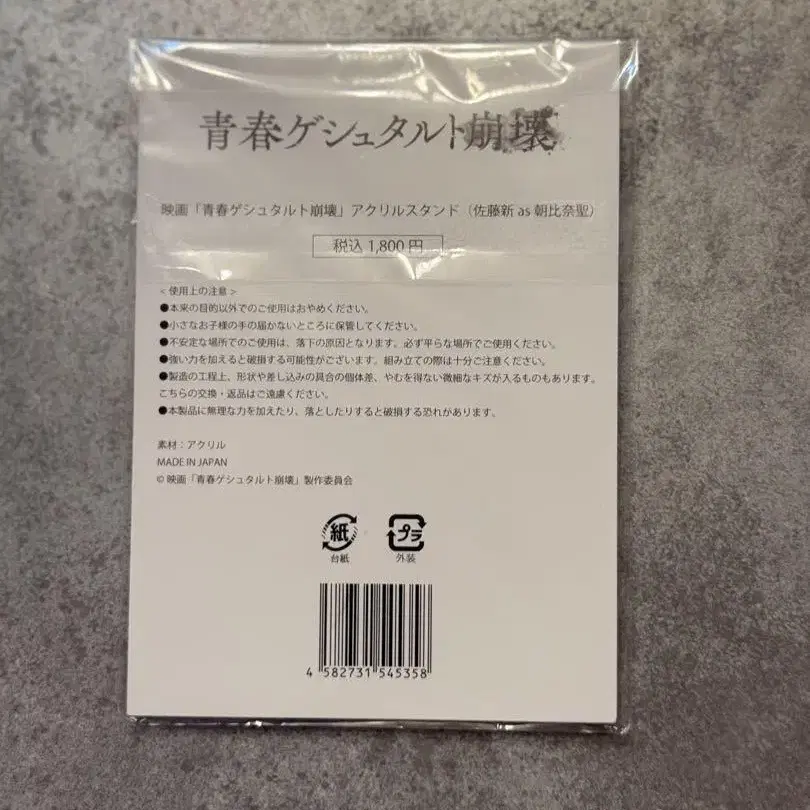 青春ゲシュタルト崩壊
映画「青春ゲシュタルト崩壊」アクリルスタンド（佐藤新 as 朝比奈聖）
税込 1,800 円
＜使用上の注意＞
●本来の目的以外でのご使用はおやめください。
●小さなお子様の手の届かないところに保管してください。
●不安定な場所でのご使用は、落下の原因となります。必ず平らな場所でご使用ください。
●強い力を加えると破損する可能性がございます。組み立ての際は十分ご注意ください。
●製造の工程上、形状や差し込みの具合の個体差、やむを得ない微細なキズが入るものもあります。
こちらの交換・返品はご遠慮ください。
●本製品に無理な力を加えたり、落としたりすると破損する恐れがあります。
素材：アクリル
MADE IN JAPAN
© 映画「青春ゲシュタルト崩壊」製作委員会
紙 プラ
台紙 外装
4 582731 545358